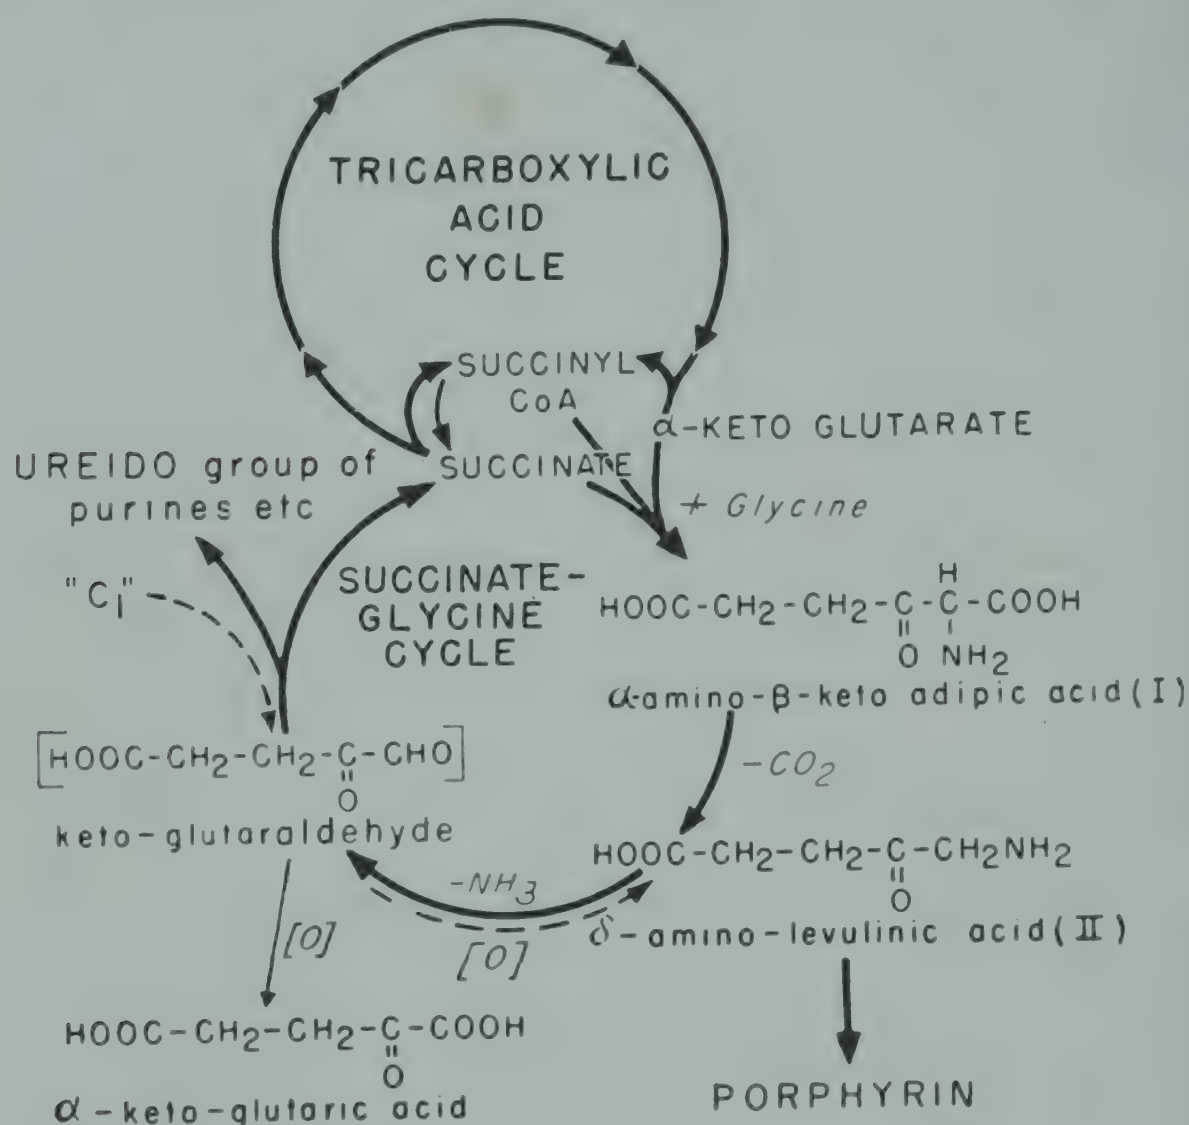 TRICARBOXYLIC
ACID
CYCLE
SUCCINYL
CoA
α-KETO GLUTARATE
UREIDO group of
purines etc
SUCCINATE
+ Glycine
"C₁"
SUCCINATE-
GLYCINE
CYCLE
H
HOOC-CH₂-CH₂-C-C-COOH
O NH₂
α-amino-β-keto adipic acid (I)
-CO₂
[HOOC-CH₂-CH₂-C-CHO]
O
keto-glutaraldehyde
HOOC-CH₂-CH₂-C-CH₂NH₂
O
δ-amino-levulinic acid (II)
-NH₃
[O]
[O]
HOOC-CH₂-CH₂-C-COOH
O
α-keto-glutaric acid
PORPHYRIN